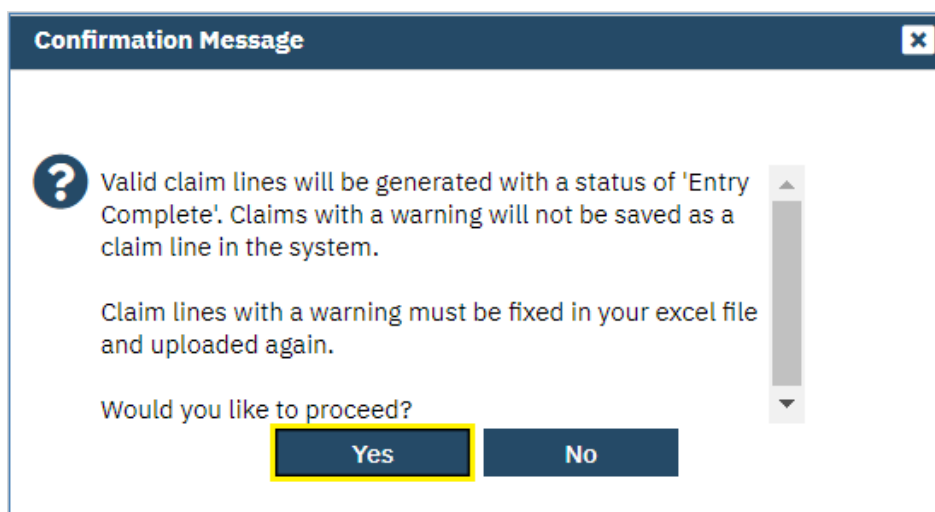 Confirmation Message
Valid claim lines will be generated with a status of 'Entry
Complete'. Claims with a warning will not be saved as a
claim line in the system.
Claim lines with a warning must be fixed in your excel file
and uploaded again.
Would you like to proceed?
Yes
No